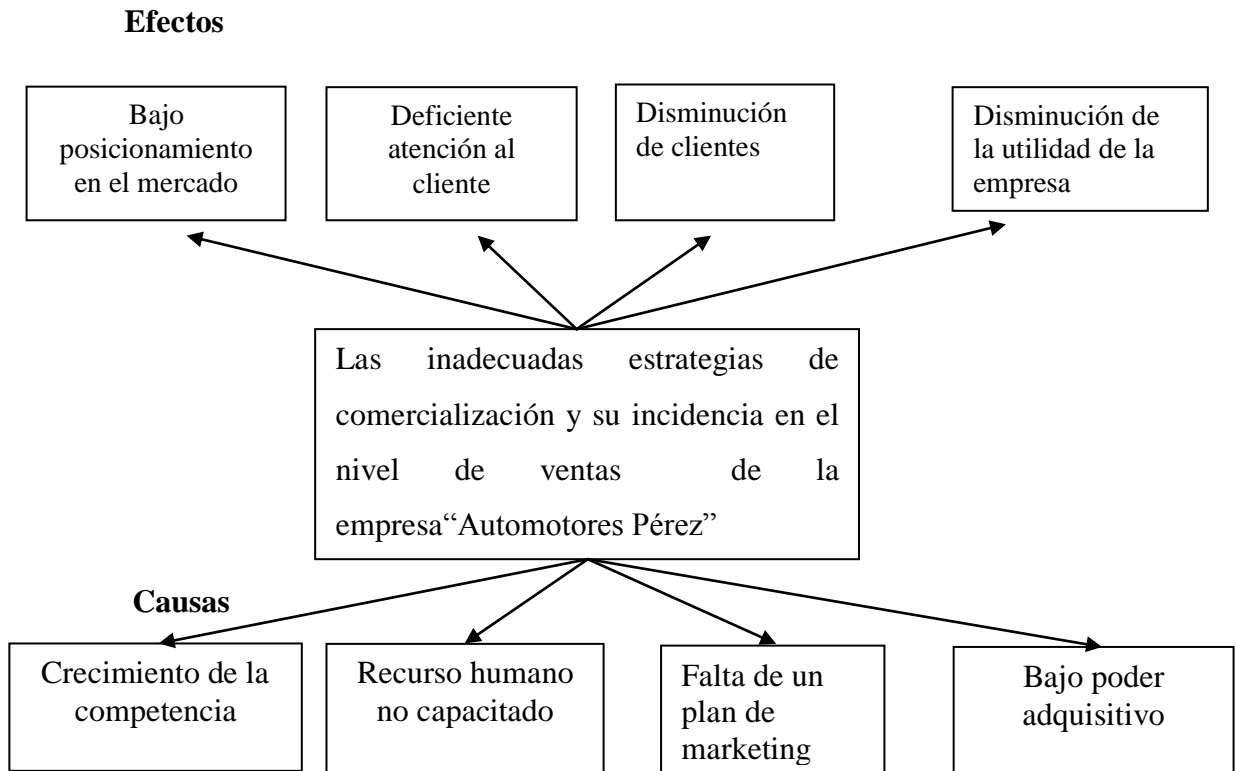 Efectos
Bajo
posicionamiento
en el mercado
Deficiente
atención al
cliente
Disminución
de clientes
Disminución de
la utilidad de la
empresa
Las inadecuadas estrategias de
comercialización y su incidencia en el
nivel de ventas de la
empresa“Automotores Pérez”
Causas
Crecimiento de la
competencia
Recurso humano
no capacitado
Falta de un
plan de
marketing
Bajo poder
adquisitivo